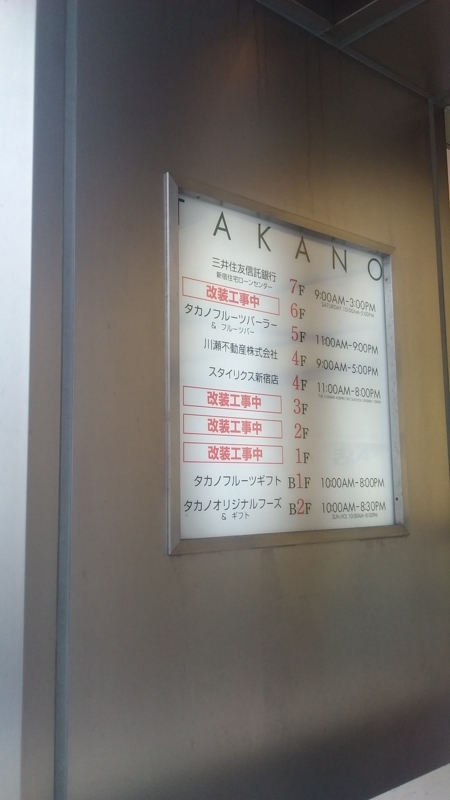 TAKANO
三井住友信託銀行 7F 9:00AM-3:00PM
新宿住宅ローンセンター
改装工事中 6F
タカノフルーツパーラー 5F 11:00AM-9:00PM
& フルーツバー
川瀬不動産株式会社 4F 9:00AM-5:00PM
スタイリクス新宿店 4F 11:00AM-8:00PM
改装工事中 3F
改装工事中 2F
改装工事中 1F
タカノフルーツギフト B1F 10:00AM-8:00PM
タカノオリジナルフーズ B2F 10:00AM-8:30PM
& ギフト